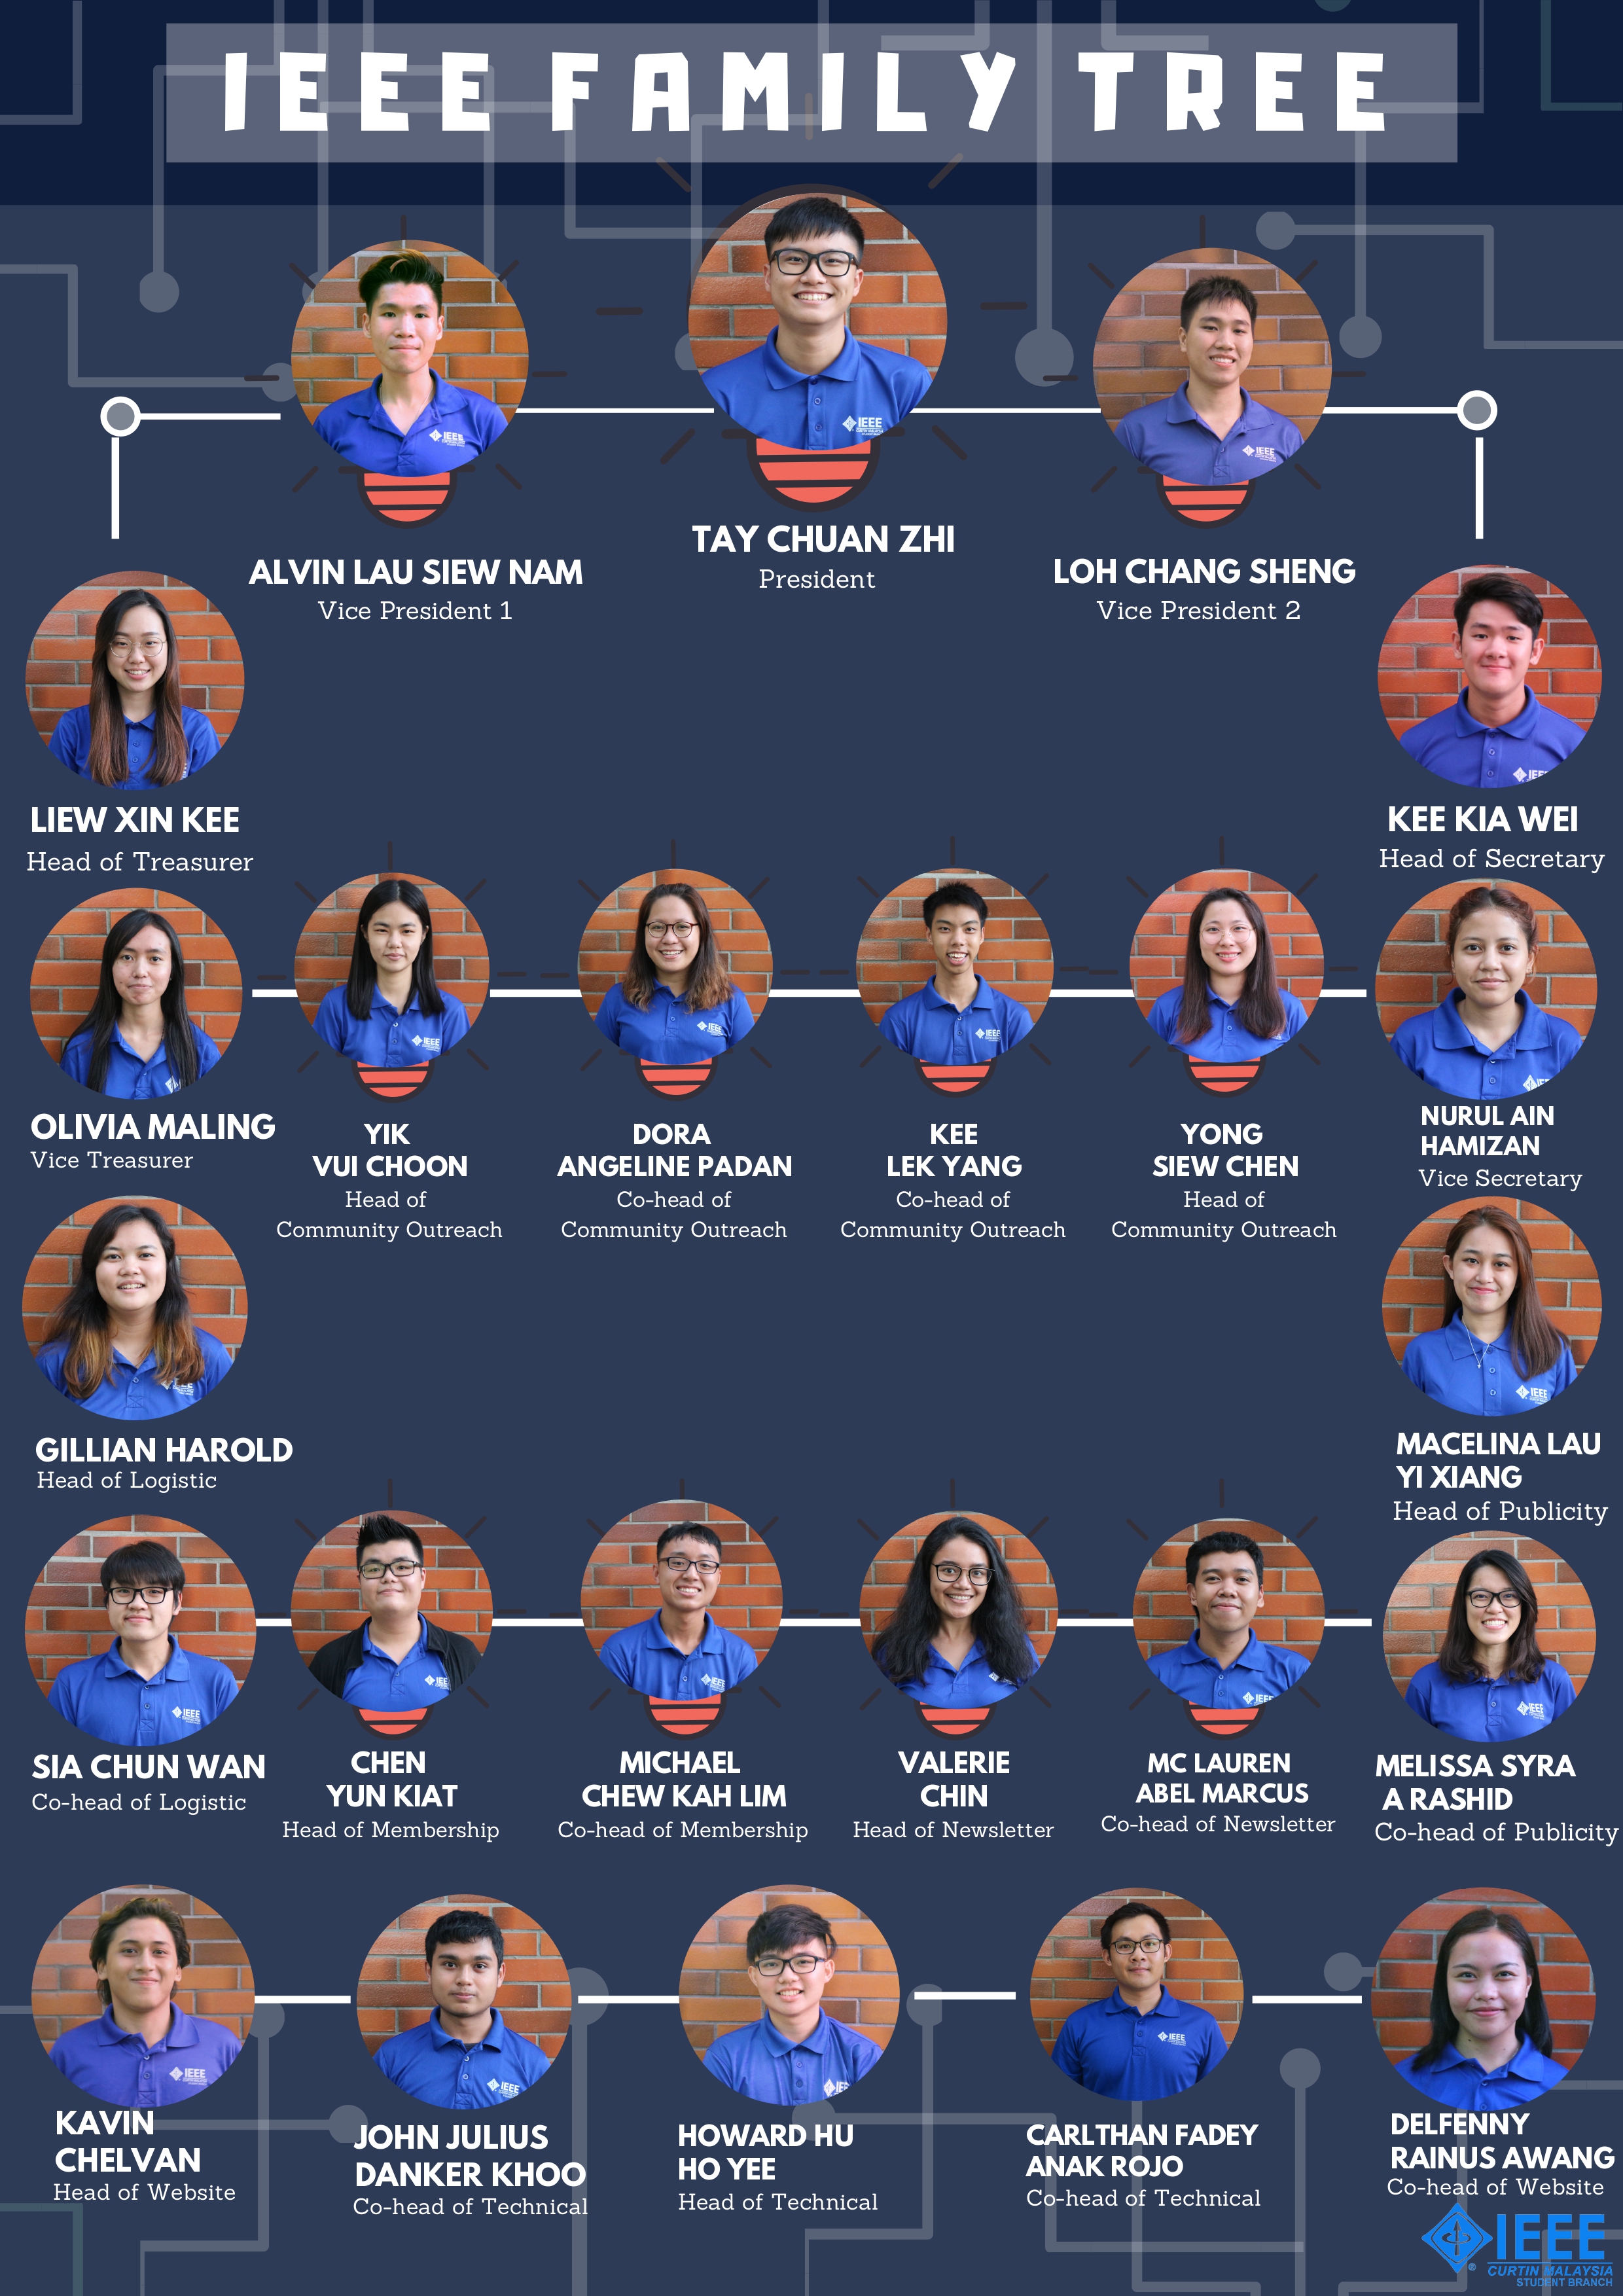 IEEE FAMILY TREE
TAY CHUAN ZHI
President
ALVIN LAU SIEW NAM
Vice President 1
LOH CHANG SHENG
Vice President 2
LIEW XIN KEE
Head of Treasurer
KEE KIA WEI
Head of Secretary
OLIVIA MALING
Vice Treasurer
YIK
VUI CHOON
Head of
Community Outreach
DORA
ANGELINE PADAN
Co-head of
Community Outreach
KEE
LEK YANG
Co-head of
Community Outreach
YONG
SIEW CHEN
Head of
Community Outreach
NURUL AIN
HAMIZAN
Vice Secretary
GILLIAN HAROLD
Head of Logistic
MACELINA LAU
YI XIANG
Head of Publicity
SIA CHUN WAN
Co-head of Logistic
CHEN
YUN KIAT
Head of Membership
MICHAEL
CHEW KAH LIM
Co-head of Membership
VALERIE
CHIN
Head of Newsletter
MC LAUREN
ABEL MARCUS
Co-head of Newsletter
MELISSA SYRA
A RASHID
Co-head of Publicity
KAVIN
CHELVAN
Head of Website
JOHN JULIUS
DANKER KHOO
Co-head of Technical
HOWARD HU
HO YEE
Head of Technical
CARLTHAN FADEY
ANAK ROJO
Co-head of Technical
DELFENNY
RAINUS AWANG
Co-head of Website
IEEE
CURTIN MALAYSIA
STUDENT BRANCH